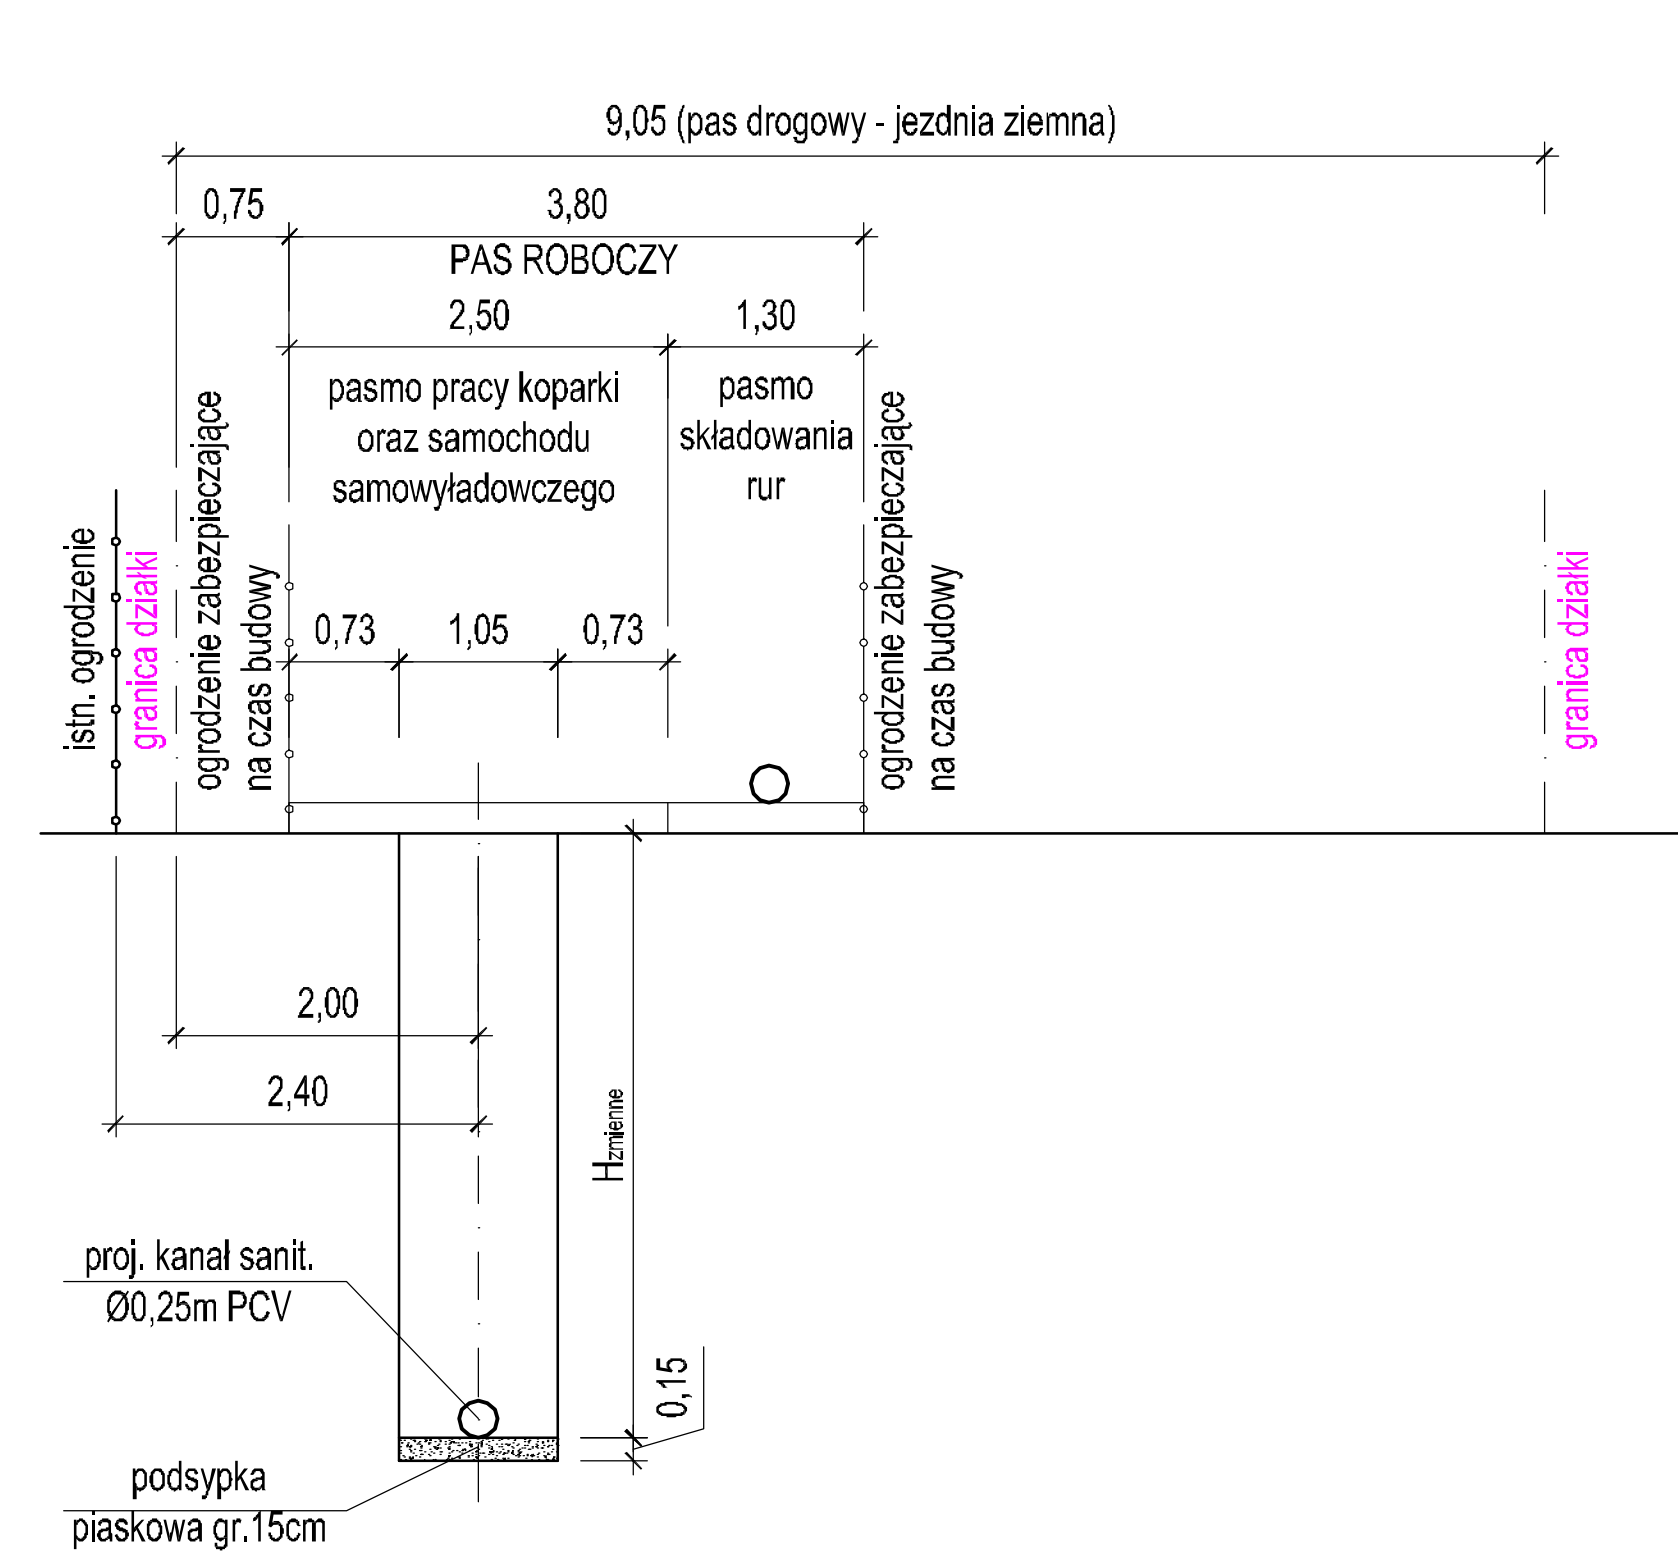 9,05 (pas drogowy - jezdnia ziemna)
0,75
3,80
PAS ROBOCZY
2,50
1,30
pasmo pracy koparki
oraz samochodu
samowyładowczego
pasmo
składowania
rur
istn. ogrodzenie
granica działki
ogrodzenie zabezpieczające
na czas budowy
0,73
1,05
0,73
ogrodzenie zabezpieczające
na czas budowy
granica działki
2,00
2,40
Hzmienne
proj. kanał sanit.
Ø0,25m PCV
0,15
podsypka
piaskowa gr.15cm